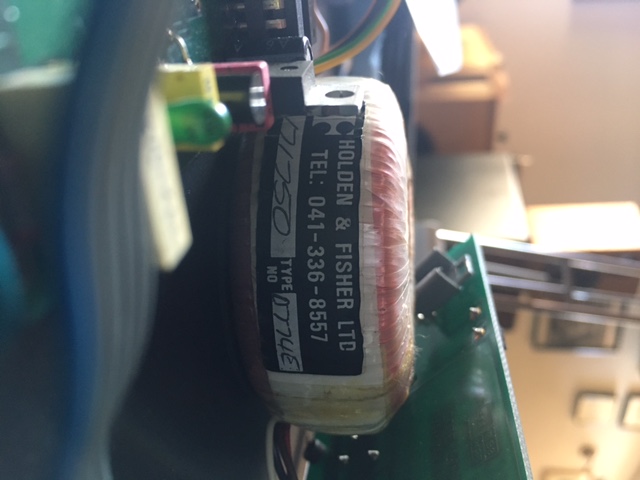 HOLDEN & FISHER LTD
TEL: 041-336-8557
TYPE NO